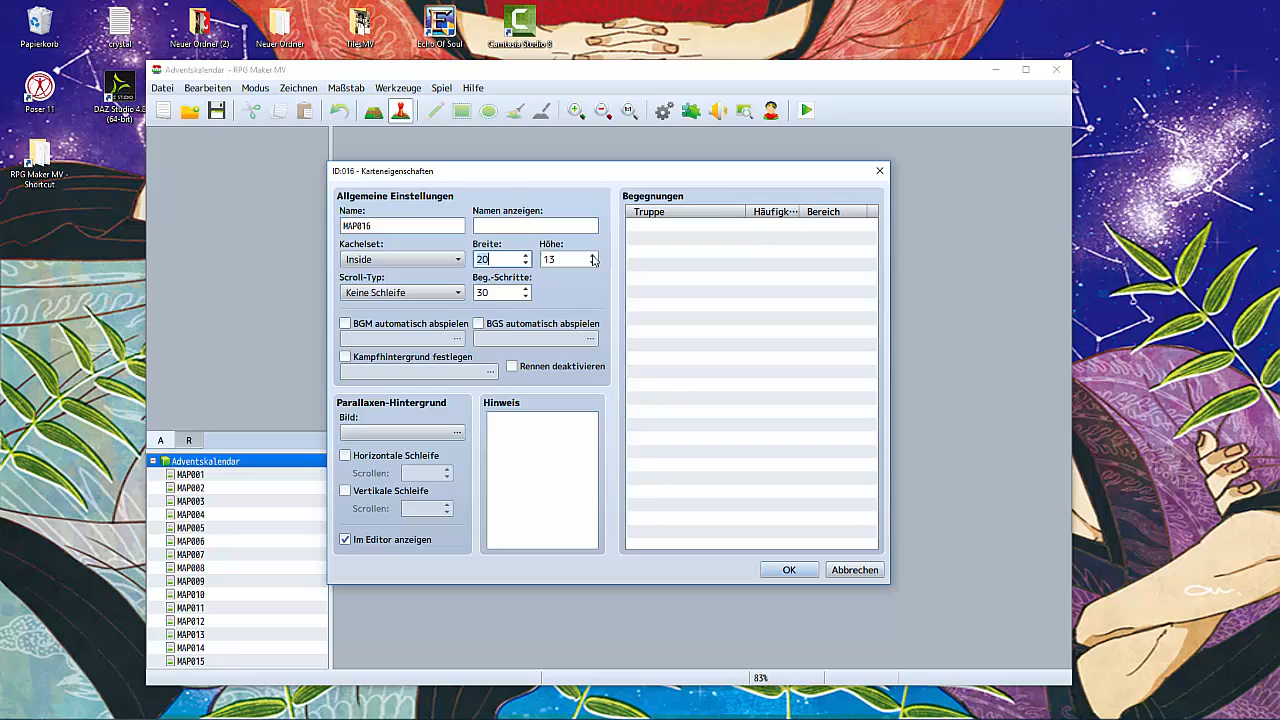 Papierkorb
crystal
Neuer Ordner (2)
Neuer Ordner
TilesMV
Echo Of Soul
Camtasia Studio 8
Poser 11
DAZ Studio 4.8
(64-bit)
RPG Maker MV -
Shortcut
Adventskalendar - RPG Maker MV
Datei Bearbeiten Modus Zeichnen Maßstab Werkzeuge Spiel Hilfe
ID:016 - Karteneigenschaften
Allgemeine Einstellungen
Name: Namen anzeigen:
MAP016
Kachelset: Breite: Höhe:
Inside 20 13
Scroll-Typ: Beg.-Schritte:
Keine Schleife 30
BGM automatisch abspielen BGS automatisch abspielen
... ...
Kampfhintergrund festlegen
Rennen deaktivieren
...
Parallaxen-Hintergrund
Bild:
...
Horizontale Schleife
Scrollen:
Vertikale Schleife
Scrollen:
Im Editor anzeigen
Hinweis
Begegnungen
Truppe Häufigk··· Bereich
OK Abbrechen
A R
Adventskalendar
MAP001
MAP002
MAP003
MAP004
MAP005
MAP006
MAP007
MAP008
MAP009
MAP010
MAP011
MAP012
MAP013
MAP014
MAP015
83%